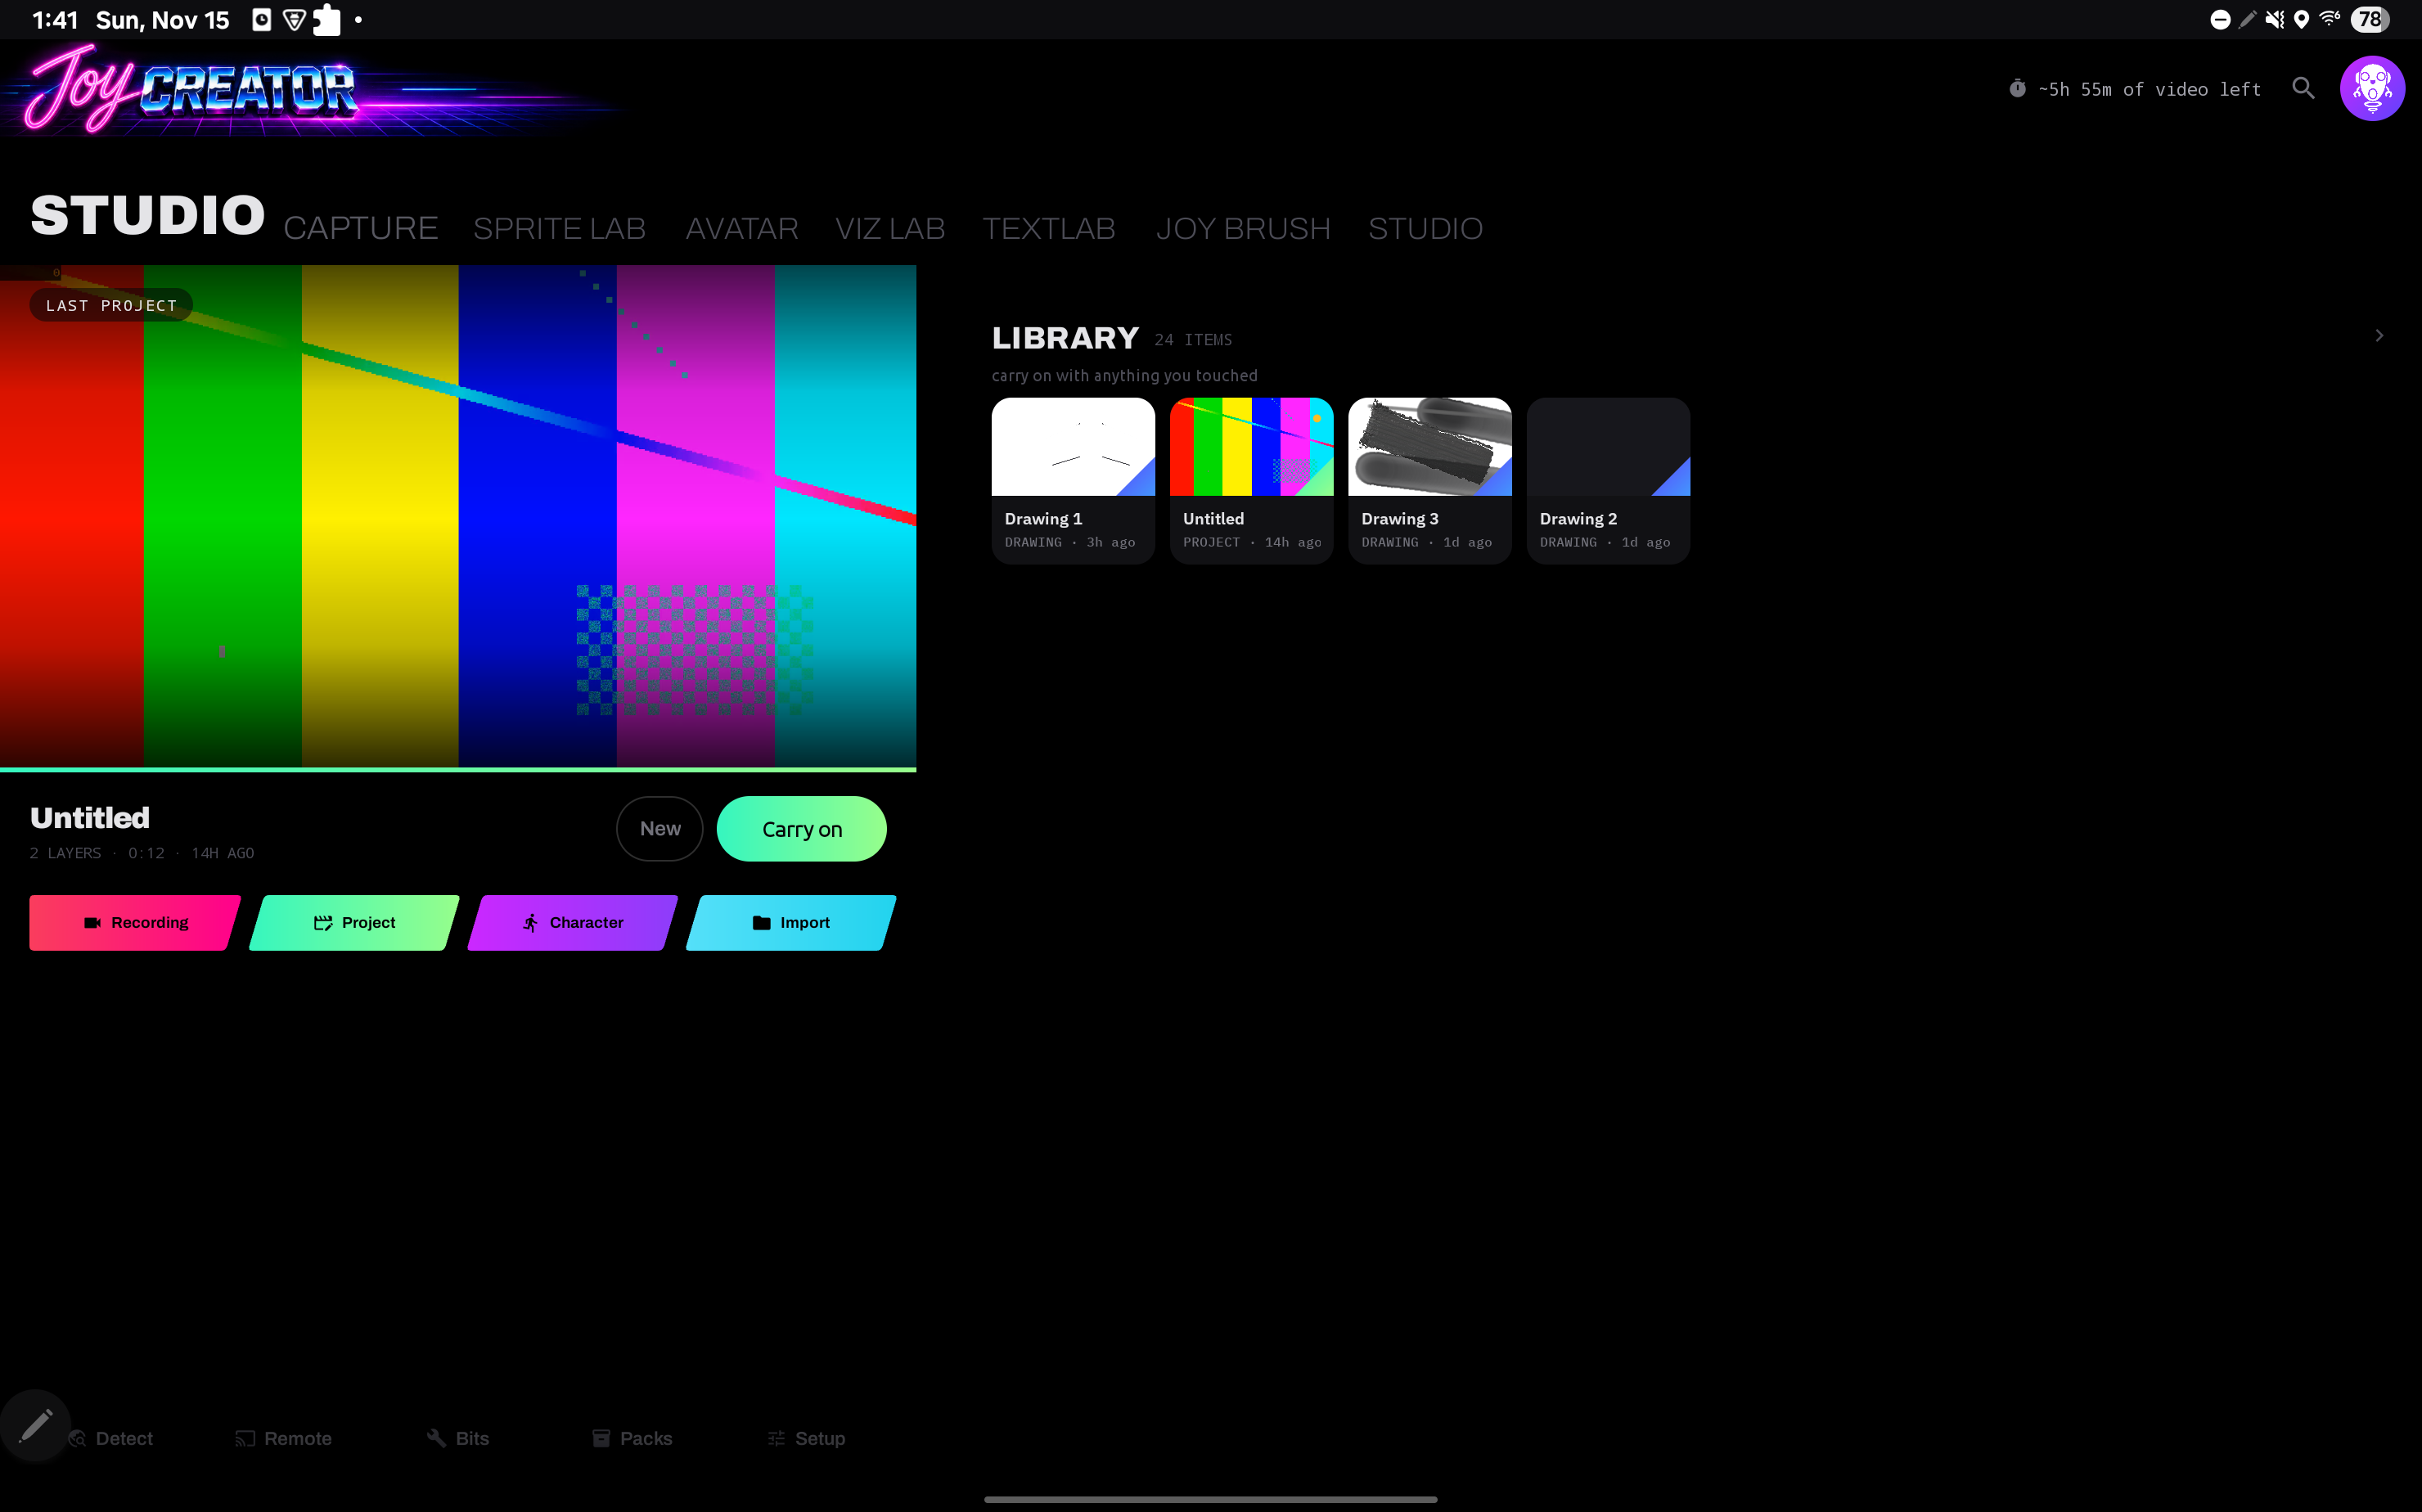 1:41 Sun, Nov 15
78
Joy CREATOR
~5h 55m of video left
STUDIO CAPTURE SPRITE LAB AVATAR VIZ LAB TEXTLAB JOY BRUSH STUDIO
0
LAST PROJECT
LIBRARY 24 ITEMS
carry on with anything you touched
Drawing 1
DRAWING · 3h ago
Untitled
PROJECT · 14h ago
Drawing 3
DRAWING · 1d ago
Drawing 2
DRAWING · 1d ago
Untitled
2 LAYERS · 0:12 · 14H AGO
New
Carry on
Recording
Project
Character
Import
Detect
Remote
Bits
Packs
Setup